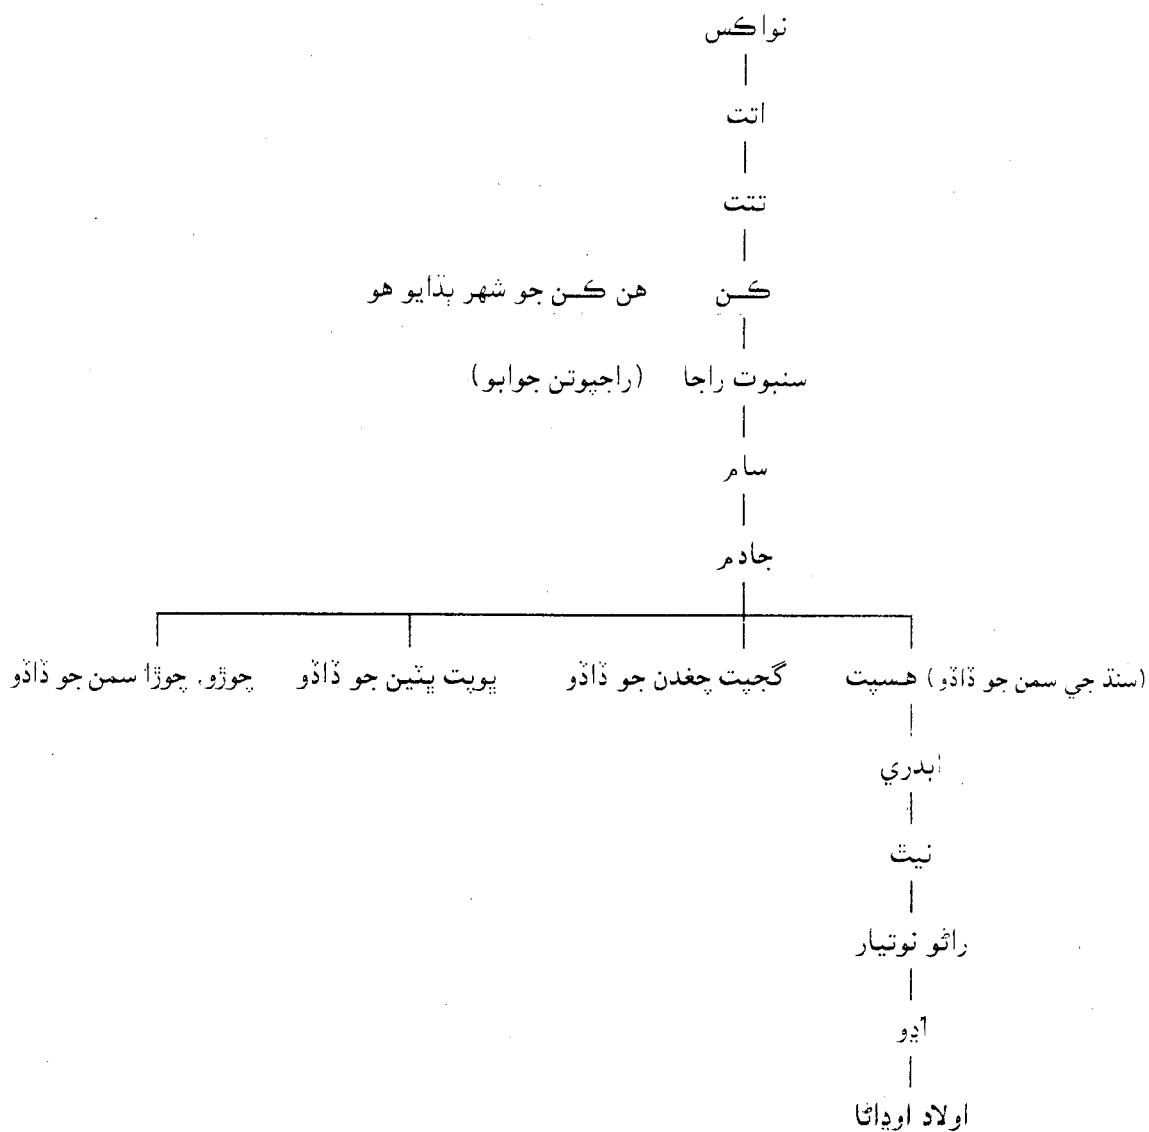 نواڪس
اتت
تتت
ڪنِ هن ڪنِ جو شهر ٻڌايو هو
سنبوت راجا (راجپوتن جوابو)
سام
جادم
(سنڌ جي سمن جو ڏاڏو) هسپت گجپت چغدن جو ڏاڏو ڀوپت ڀٽين جو ڏاڏو چوڙو، چوڙا سمن جو ڏاڏو
ابدري
نيٿ
راڻو نوتيار
آڍو
اولاد اوڍاڻا